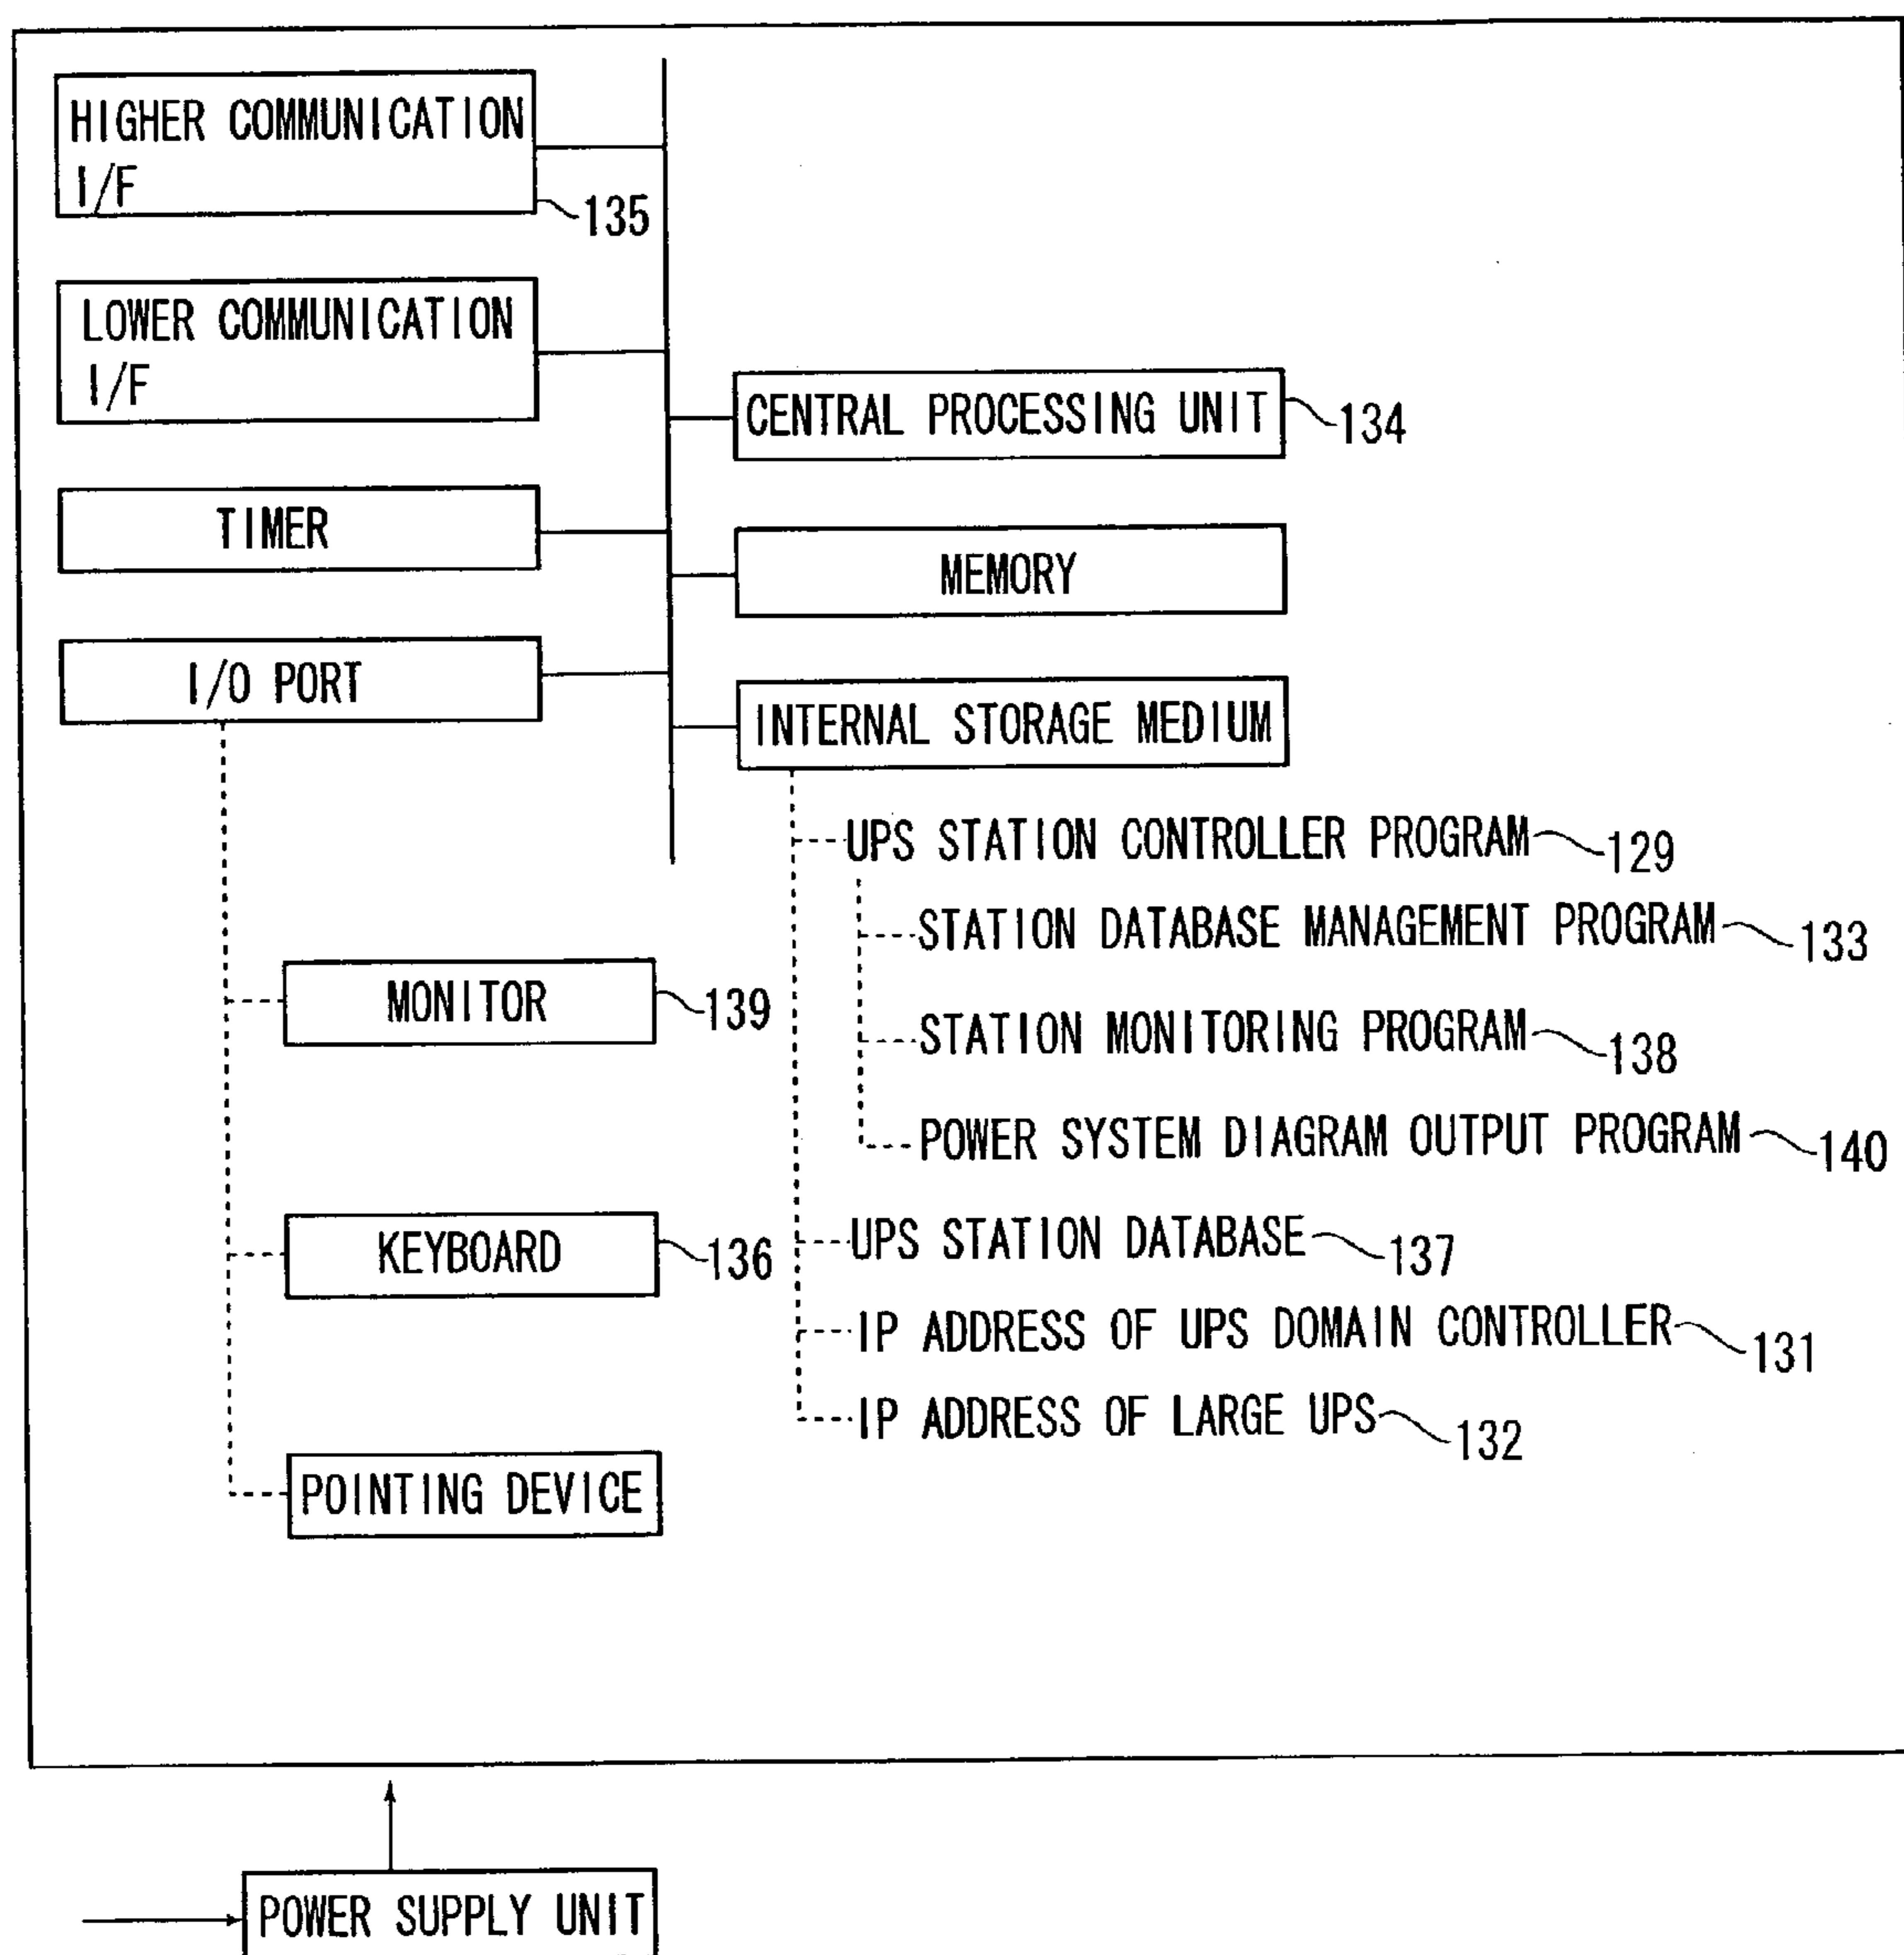 HIGHER COMMUNICATION
I/F
135
LOWER COMMUNICATION
I/F
CENTRAL PROCESSING UNIT
134
TIMER
MEMORY
I/O PORT
INTERNAL STORAGE MEDIUM
UPS STATION CONTROLLER PROGRAM
129
STATION DATABASE MANAGEMENT PROGRAM
133
MONITOR
139
STATION MONITORING PROGRAM
138
POWER SYSTEM DIAGRAM OUTPUT PROGRAM
140
KEYBOARD
136
UPS STATION DATABASE
137
IP ADDRESS OF UPS DOMAIN CONTROLLER
131
IP ADDRESS OF LARGE UPS
132
POINTING DEVICE
POWER SUPPLY UNIT